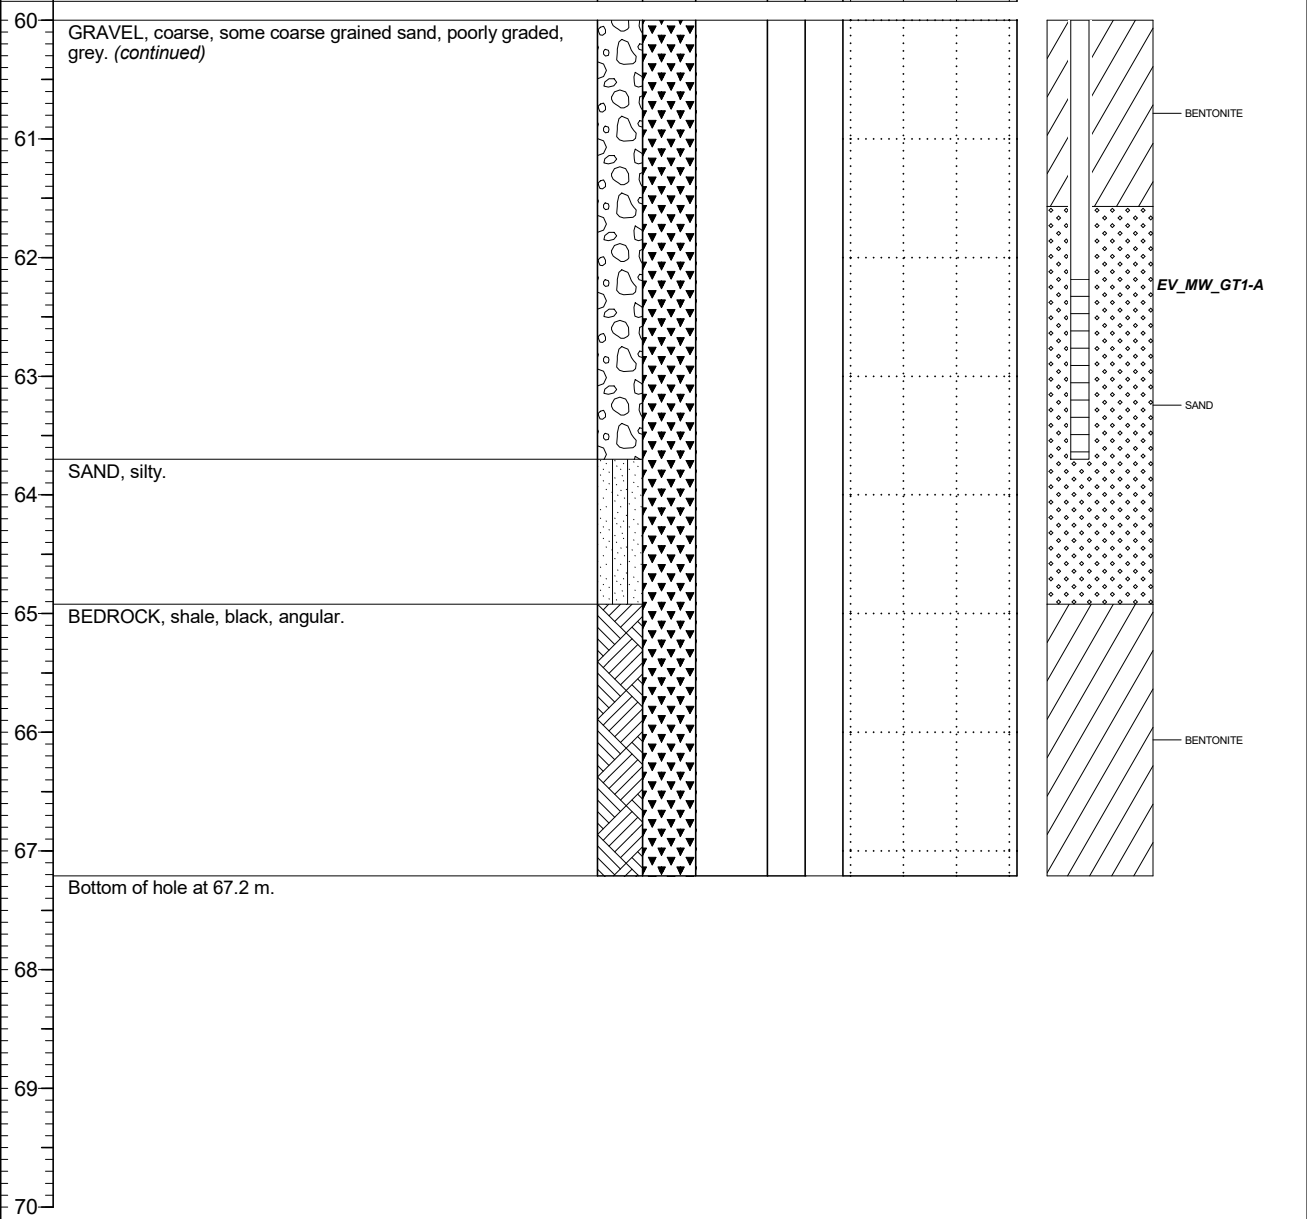 60
GRAVEL, coarse, some coarse grained sand, poorly graded,
grey. (continued)
BENTONITE
61
62
EV_MW_GT1-A
63
SAND
SAND, silty.
64
65
BEDROCK, shale, black, angular.
66
BENTONITE
67
Bottom of hole at 67.2 m.
68
69
70